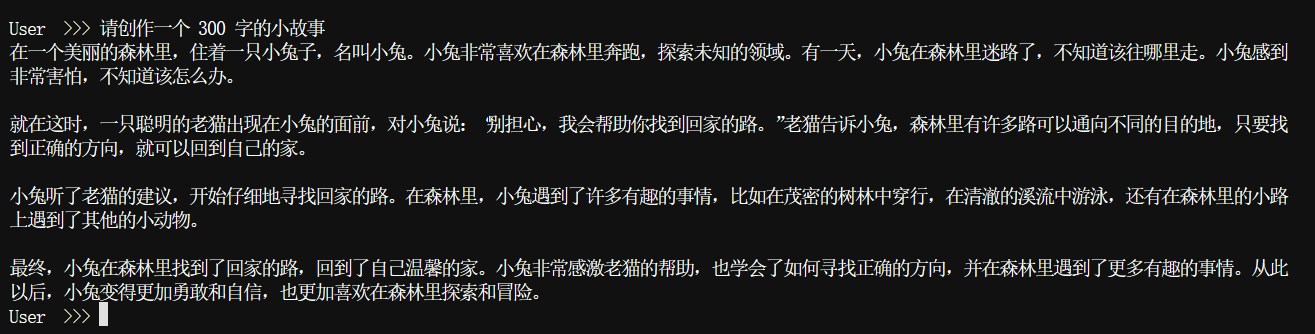 User >>> 请创作一个 300 字的小故事
在一个美丽的森林里，住着一只小兔子，名叫小兔。小兔非常喜欢在森林里奔跑，探索未知的领域。有一天，小兔在森林里迷路了，不知道该往哪里走。小兔感到
非常害怕，不知道该怎么办。
就在这时，一只聪明的老猫出现在小兔的面前，对小兔说：“别担心，我会帮助你找到回家的路。”老猫告诉小兔，森林里有许多路可以通向不同的目的地，只要找
到正确的方向，就可以回到自己的家。
小兔听了老猫的建议，开始仔细地寻找回家的路。在森林里，小兔遇到了许多有趣的事情，比如在茂密的树林中穿行，在清澈的溪流中游泳，还有在森林里的小路
上遇到了其他的小动物。
最终，小兔在森林里找到了回家的路，回到了自己温馨的家。小兔非常感激老猫的帮助，也学会了如何寻找正确的方向，并在森林里遇到了更多有趣的事情。从此
以后，小兔变得更加勇敢和自信，也更加喜欢在森林里探索和冒险。
User >>>